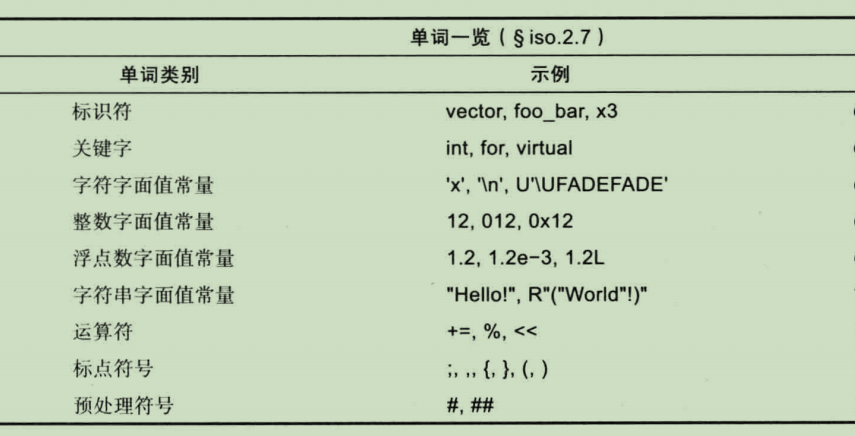 单词一览（§iso.2.7）
单词类别 示例
标识符 vector, foo_bar, x3
关键字 int, for, virtual
字符字面值常量 'x', '\n', U'\UFADEFADE'
整数字面值常量 12, 012, 0x12
浮点数字面值常量 1.2, 1.2e−3, 1.2L
字符串字面值常量 "Hello!", R"("World"!)"
运算符 +=, %, <<
标点符号 ;, ,, {, }, (, )
预处理符号 #, ##